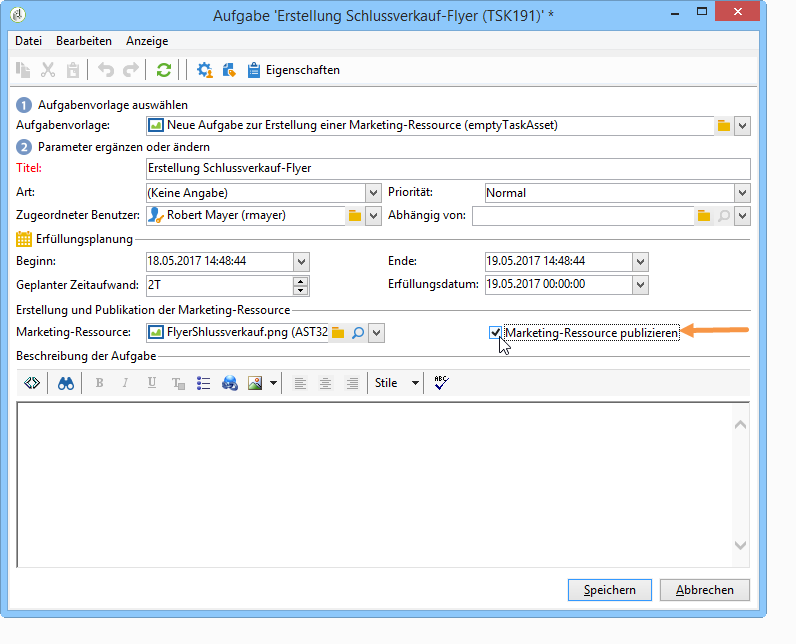 Aufgabe 'Erstellung Schlussverkauf-Flyer (TSK191)' *
Datei Bearbeiten Anzeige
Eigenschaften
1 Aufgabenvorlage auswählen
Aufgabenvorlage: Neue Aufgabe zur Erstellung einer Marketing-Ressource (emptyTaskAsset)
2 Parameter ergänzen oder ändern
Titel: Erstellung Schlussverkauf-Flyer
Art: (Keine Angabe) Priorität: Normal
Zugeordneter Benutzer: Robert Mayer (rmayer) Abhängig von:
Erfüllungsplanung
Beginn: 18.05.2017 14:48:44 Ende: 19.05.2017 14:48:44
Geplanter Zeitaufwand: 2T Erfüllungsdatum: 19.05.2017 00:00:00
Erstellung und Publikation der Marketing-Ressource
Marketing-Ressource: FlyerShlussverkauf.png (AST32 Marketing-Ressource publizieren
Beschreibung der Aufgabe
B I U T Stile ABC
Speichern Abbrechen